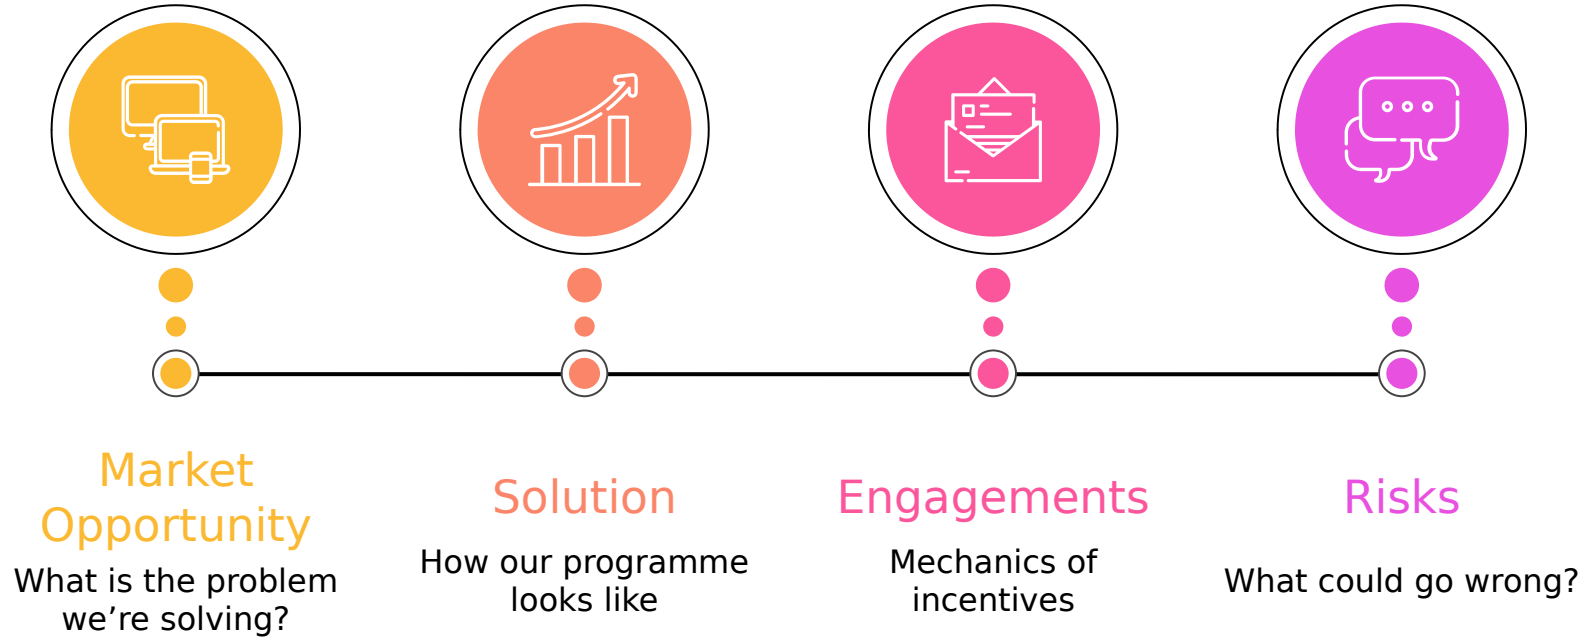 Market
Opportunity
What is the problem
we’re solving?
Solution
How our programme
looks like
Engagements
Mechanics of
incentives
Risks
What could go wrong?